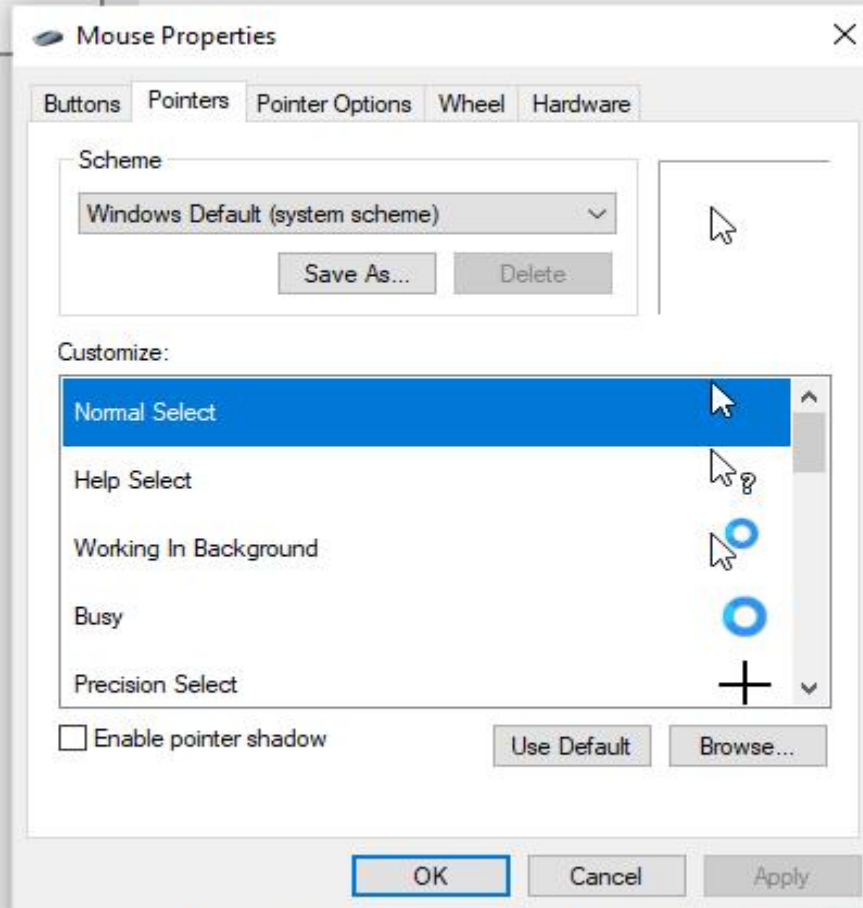 Mouse Properties
Buttons Pointers Pointer Options Wheel Hardware
Scheme
Windows Default (system scheme)
Save As... Delete
Customize:
Normal Select
Help Select
Working In Background
Busy
Precision Select
Enable pointer shadow Use Default Browse...
OK Cancel Apply